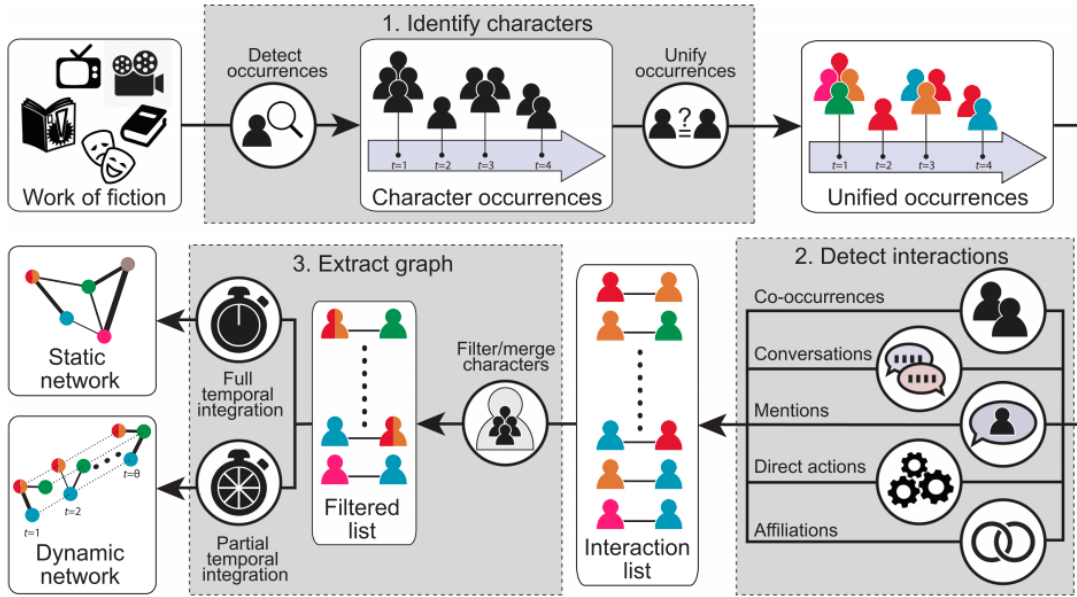 1. Identify characters
Detect
occurrences
Unify
occurrences
?
=
t=1
t=2
t=3
t=4
t=1
t=2
t=3
t=4
Work of fiction
Character occurrences
Unified occurrences
3. Extract graph
2. Detect interactions
Co-occurrences
Conversations
Mentions
Direct actions
Affiliations
Filter/merge
characters
Static
network
Full
temporal
integration
t=1
t=2
t=θ
Dynamic
network
Partial
temporal
integration
Filtered
list
Interaction
list